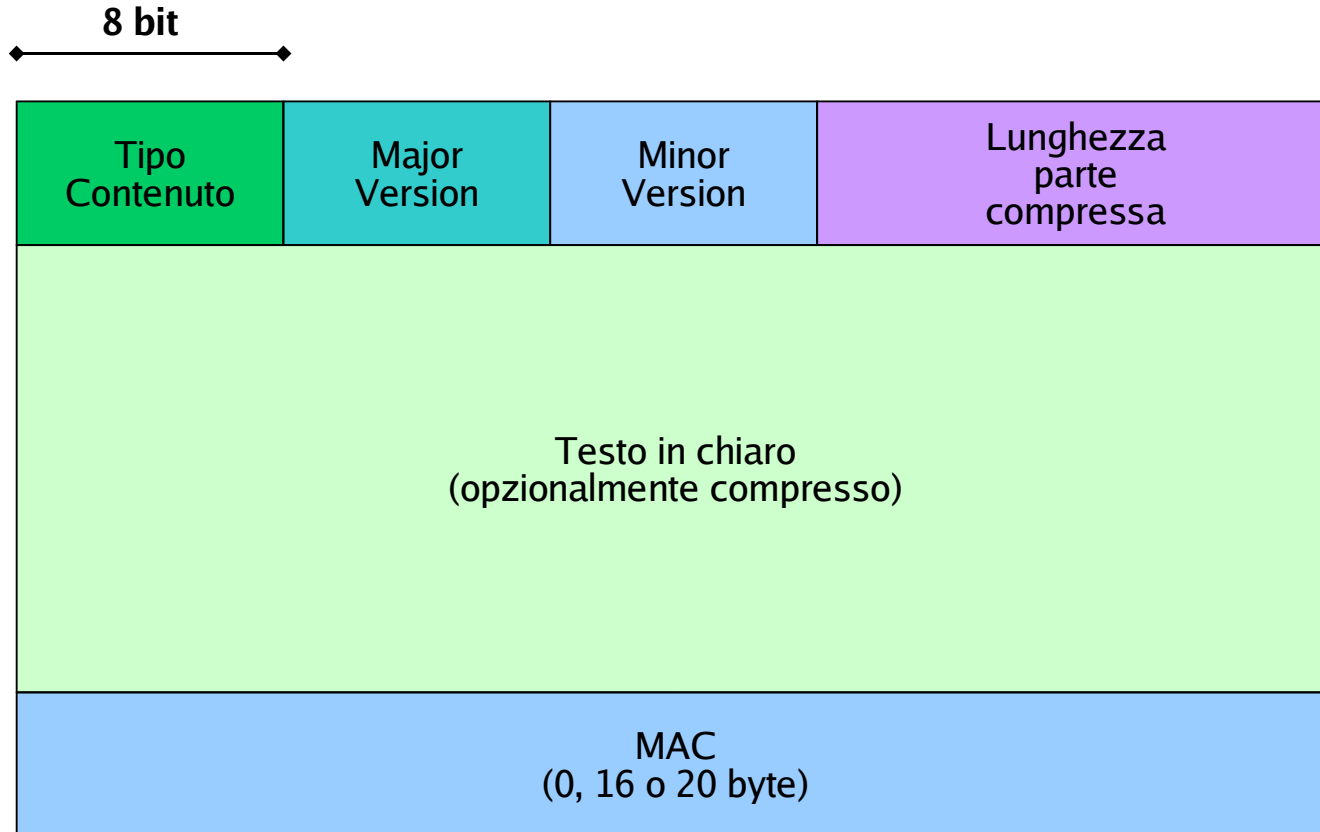 8 bit
Tipo
Contenuto
Major
Version
Minor
Version
Lunghezza
parte
compressa
Testo in chiaro
(opzionalmente compresso)
MAC
(0, 16 o 20 byte)